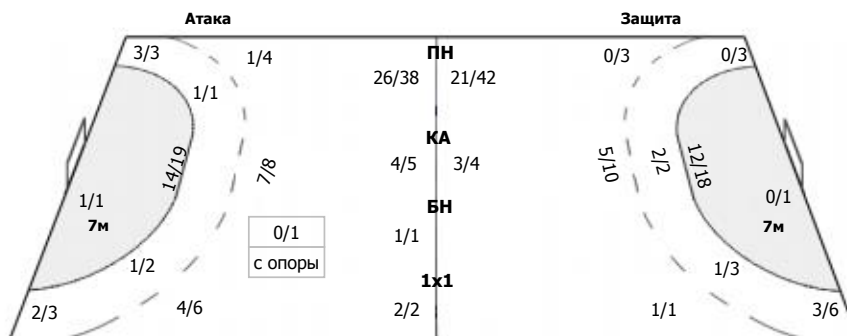 Атака Защита
3/3 1/4 ПН 0/3 0/3
26/38 21/42
1/1
КА
14/19 7/8 4/5 3/4 5/10 2/2 12/18
1/1 БН 0/1
7м 0/1 1/1 7м
с опоры
1/2 1/3
1x1
2/3 4/6 2/2 1/1 3/6